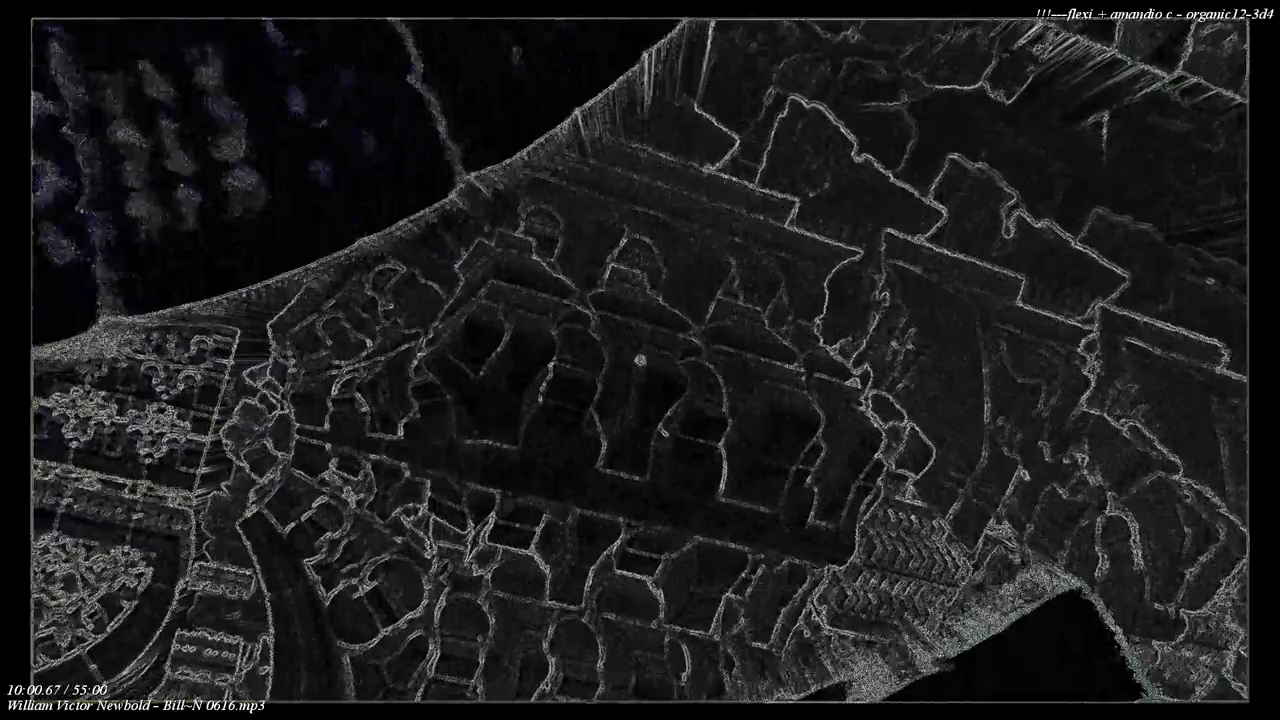 !!!---flexi + amandio c - organic12-3d4
10:00.67 / 55:00
William Victor Newbold - Bill~N 0616.mp3